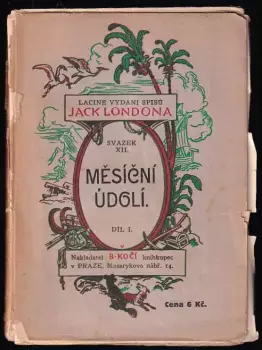 LACINÉ VYDÁNÍ SPISŮ
JACK LONDONA
SVAZEK
XII.
MĚSÍČNÍ
ÚDOLÍ.
DÍL I.
Nakladatel B. KOČÍ knihkupec
v PRAZE, Masarykovo nábř. 14.
Cena 6 Kč.